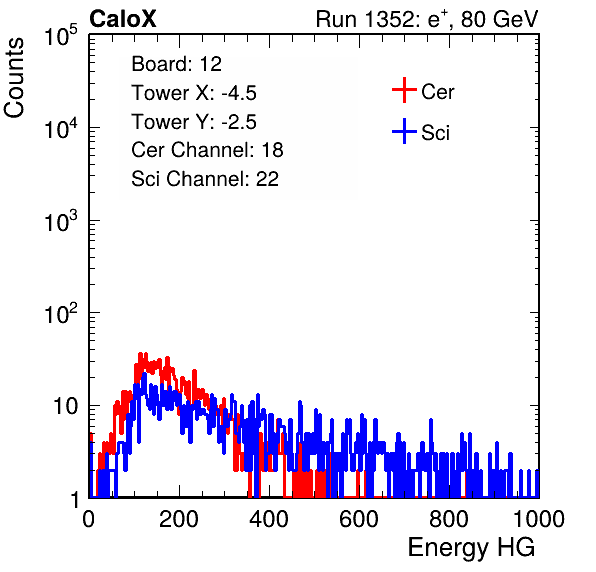 CaloX Run 1352: e⁺, 80 GeV
Counts
Board: 12
Tower X: -4.5
Tower Y: -2.5
Cer Channel: 18
Sci Channel: 22
Cer
Sci
10⁵
10⁴
10³
10²
10
1
0 200 400 600 800 1000
Energy HG